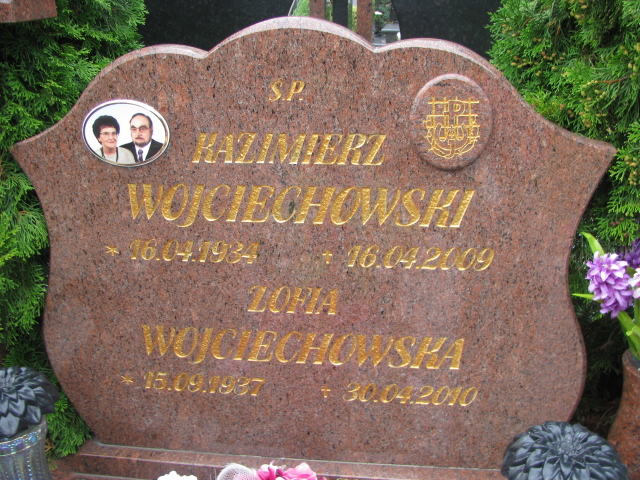 Ś.P.
KAZIMIERZ
WOJCIECHOWSKI
* 16.04.1934 + 16.04.2009
ZOFIA
WOJCIECHOWSKA
* 15.09.1937 + 30.04.2010